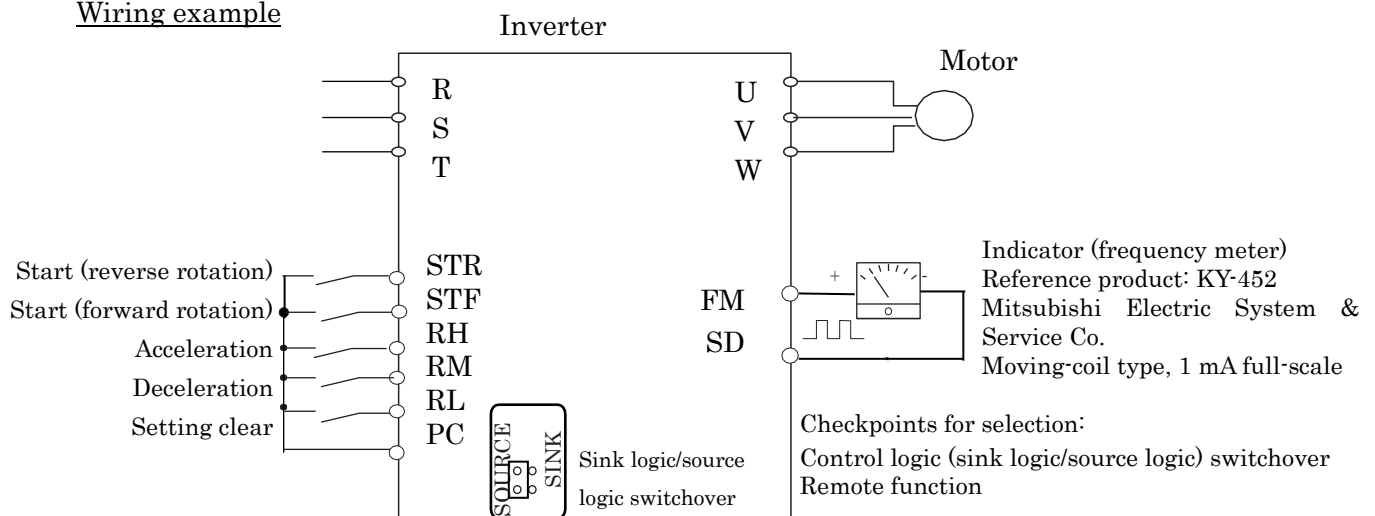 Wiring example
Inverter
Motor
R
S
T
U
V
W
Start (reverse rotation)
Start (forward rotation)
Acceleration
Deceleration
Setting clear
STR
STF
RH
RM
RL
PC
SOURCE
SINK
Sink logic/source
logic switchover
FM
SD
+
-
Indicator (frequency meter)
Reference product: KY-452
Mitsubishi Electric System &
Service Co.
Moving-coil type, 1 mA full-scale
Checkpoints for selection:
Control logic (sink logic/source logic) switchover
Remote function